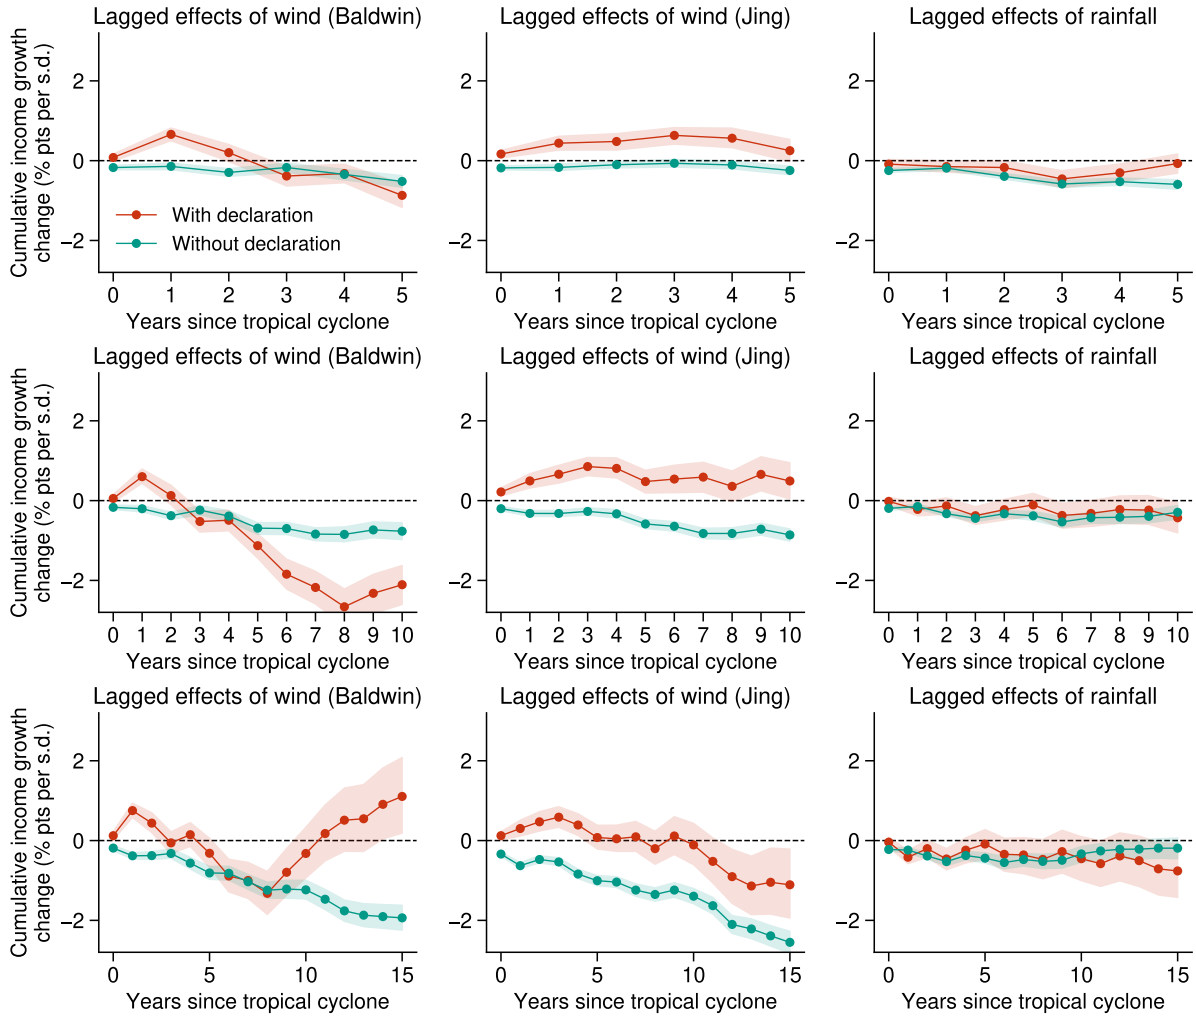 Lagged effects of wind (Baldwin)
Lagged effects of wind (Jing)
Lagged effects of rainfall
Cumulative income growth
change (% pts per s.d.)
2
0
−2
With declaration
Without declaration
0 1 2 3 4 5
Years since tropical cyclone
2
0
−2
0 1 2 3 4 5
Years since tropical cyclone
2
0
−2
0 1 2 3 4 5
Years since tropical cyclone
Lagged effects of wind (Baldwin)
Lagged effects of wind (Jing)
Lagged effects of rainfall
Cumulative income growth
change (% pts per s.d.)
2
0
−2
0 1 2 3 4 5 6 7 8 9 10
Years since tropical cyclone
2
0
−2
0 1 2 3 4 5 6 7 8 9 10
Years since tropical cyclone
2
0
−2
0 1 2 3 4 5 6 7 8 9 10
Years since tropical cyclone
Lagged effects of wind (Baldwin)
Lagged effects of wind (Jing)
Lagged effects of rainfall
Cumulative income growth
change (% pts per s.d.)
2
0
−2
0 5 10 15
Years since tropical cyclone
2
0
−2
0 5 10 15
Years since tropical cyclone
2
0
−2
0 5 10 15
Years since tropical cyclone